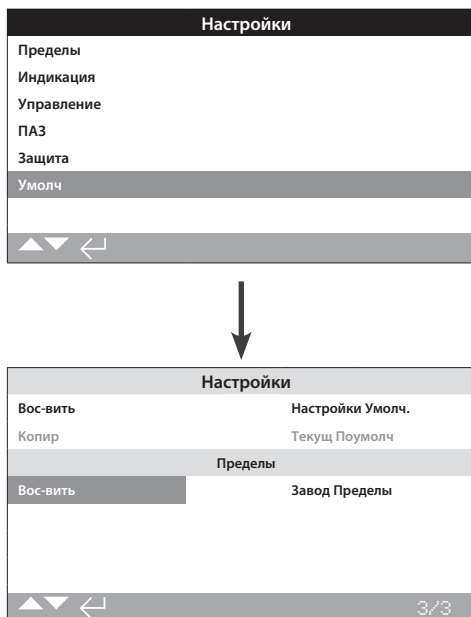 Настройки
Пределы
Индикация
Управление
ПАЗ
Защита
Умолч
Настройки
Вос-вить Настройки Умолч.
Копир Текущ Поумолч
Пределы
Вос-вить Завод Пределы
3/3